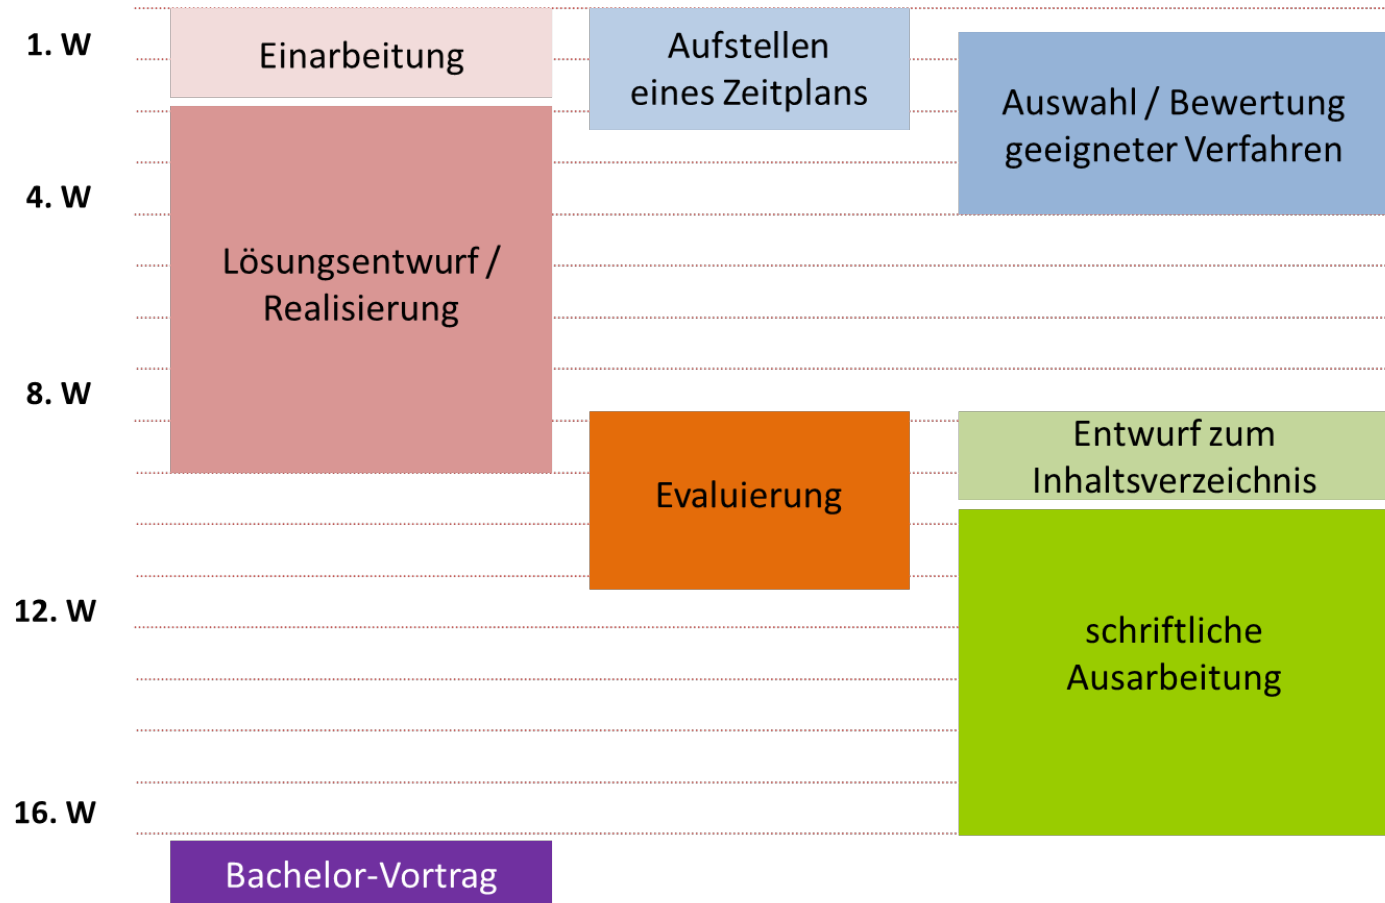 1. W
Einarbeitung
Aufstellen
eines Zeitplans
Auswahl / Bewertung
geeigneter Verfahren
4. W
Lösungsentwurf /
Realisierung
8. W
Evaluierung
Entwurf zum
Inhaltsverzeichnis
12. W
schriftliche
Ausarbeitung
16. W
Bachelor-Vortrag